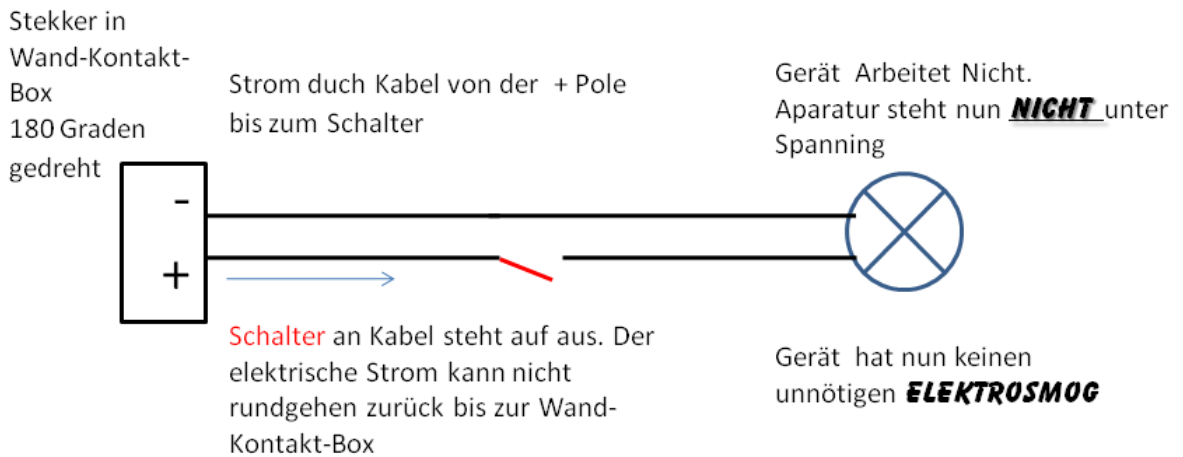 Stekker in
Wand-Kontakt-
Box
180 Graden
gedreht
Strom duch Kabel von der + Pole
bis zum Schalter
Gerät Arbeitet Nicht.
Aparatur steht nun NICHT unter
Spanning
-
+
Schalter an Kabel steht auf aus. Der
elektrische Strom kann nicht
rundgehen zurück bis zur Wand-
Kontakt-Box
Gerät hat nun keinen
unnötigen ELEKTROSMOG